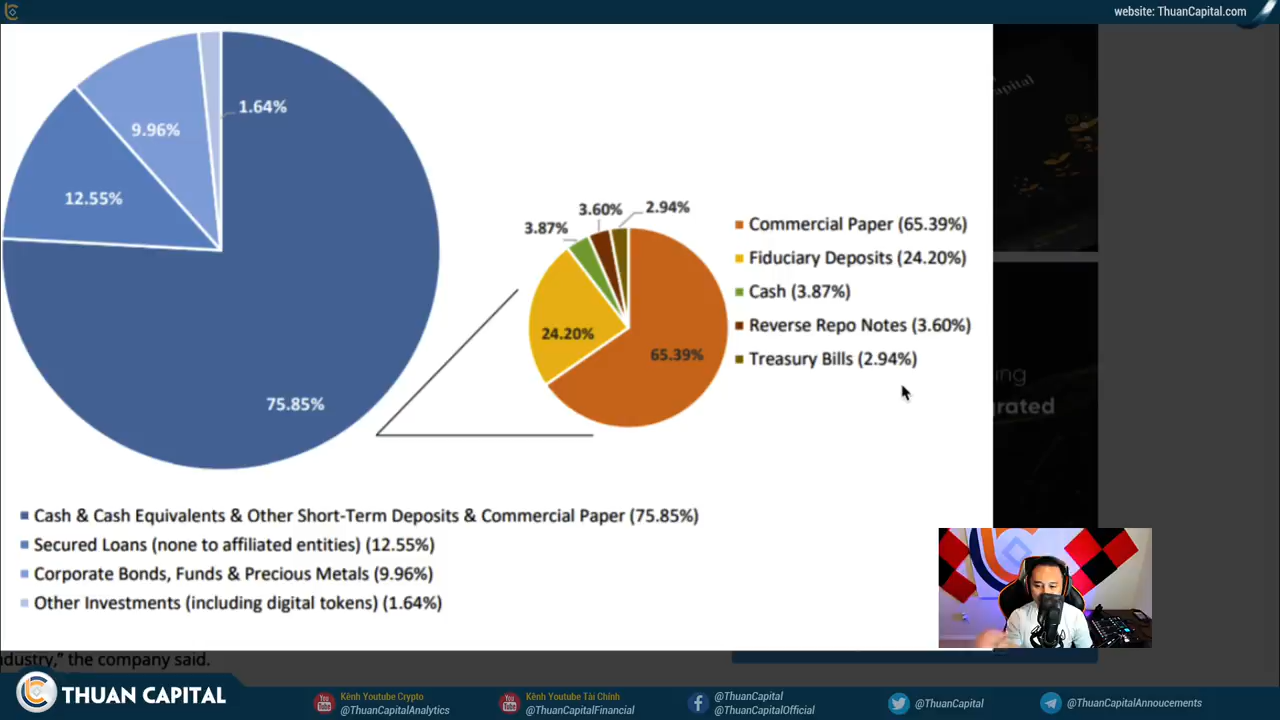 website: ThuanCapital.com
apital
1.64%
9.96%
12.55%
75.85%
3.87%
3.60%
2.94%
24.20%
65.39%
Commercial Paper (65.39%)
Fiduciary Deposits (24.20%)
Cash (3.87%)
Reverse Repo Notes (3.60%)
Treasury Bills (2.94%)
ing
grated
Cash & Cash Equivalents & Other Short-Term Deposits & Commercial Paper (75.85%)
Secured Loans (none to affiliated entities) (12.55%)
Corporate Bonds, Funds & Precious Metals (9.96%)
Other Investments (including digital tokens) (1.64%)
ndustry,” the company said.
THUAN CAPITAL
Kênh Youtube Crypto
@ThuanCapitalAnalytics
Kênh Youtube Tài Chính
@ThuanCapitalFinancial
@ThuanCapital
@ThuanCapitalOfficial
@ThuanCapital
@ThuanCapitalAnnoucements